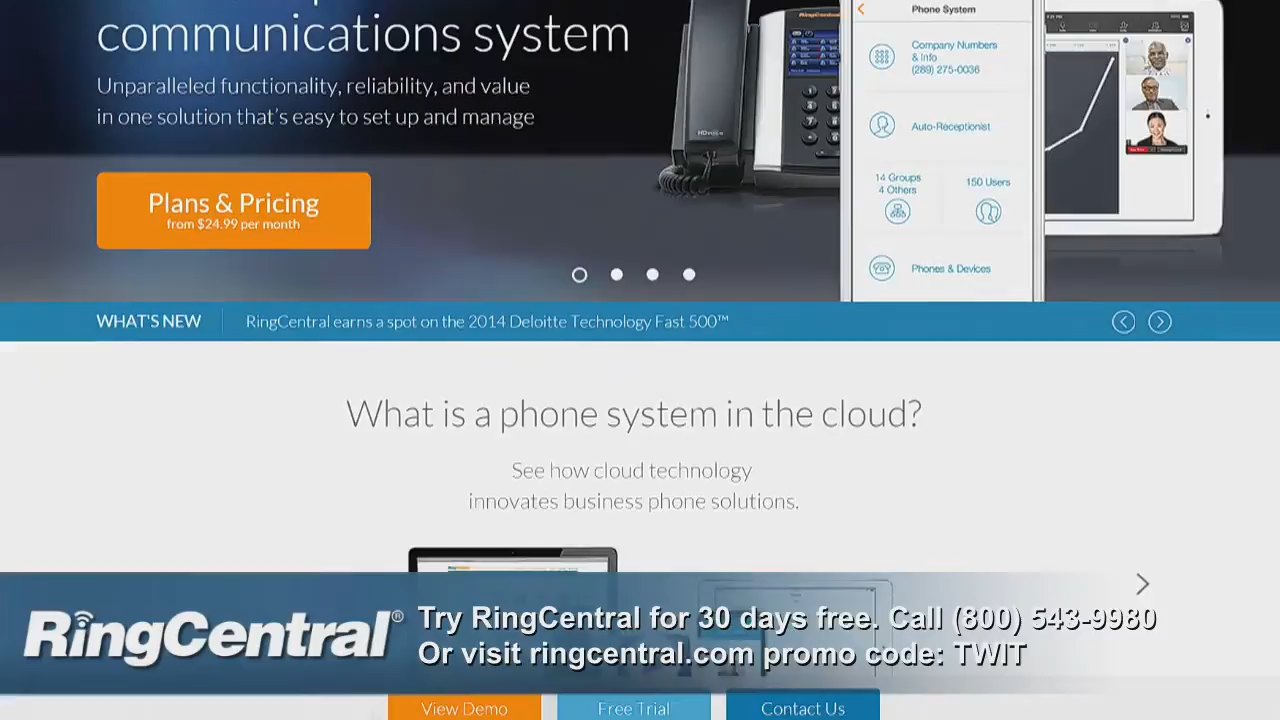 communications system
Unparalleled functionality, reliability, and value
in one solution that's easy to set up and manage
Plans & Pricing
from $24.99 per month
RingCentral
Phone System
Company Numbers
& Info
(289) 275-0036
Auto-Receptionist
14 Groups
4 Others
150 Users
Phones & Devices
WHAT'S NEW
RingCentral earns a spot on the 2014 Deloitte Technology Fast 500™
What is a phone system in the cloud?
See how cloud technology
innovates business phone solutions.
RingCentral®
Try RingCentral for 30 days free. Call (800) 543-9980
Or visit ringcentral.com promo code: TWIT
View Demo
Free Trial
Contact Us